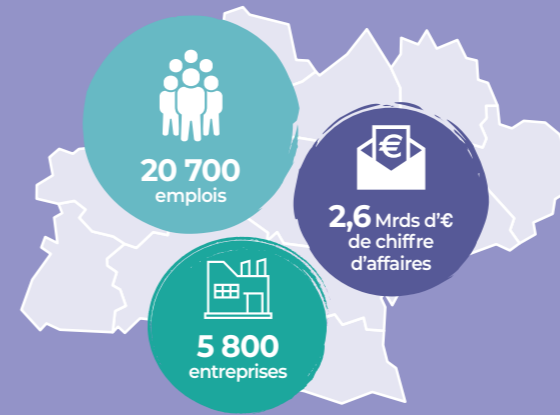 20 700
emplois
€
2,6 Mrds d'€
de chiffre
d'affaires
5 800
entreprises